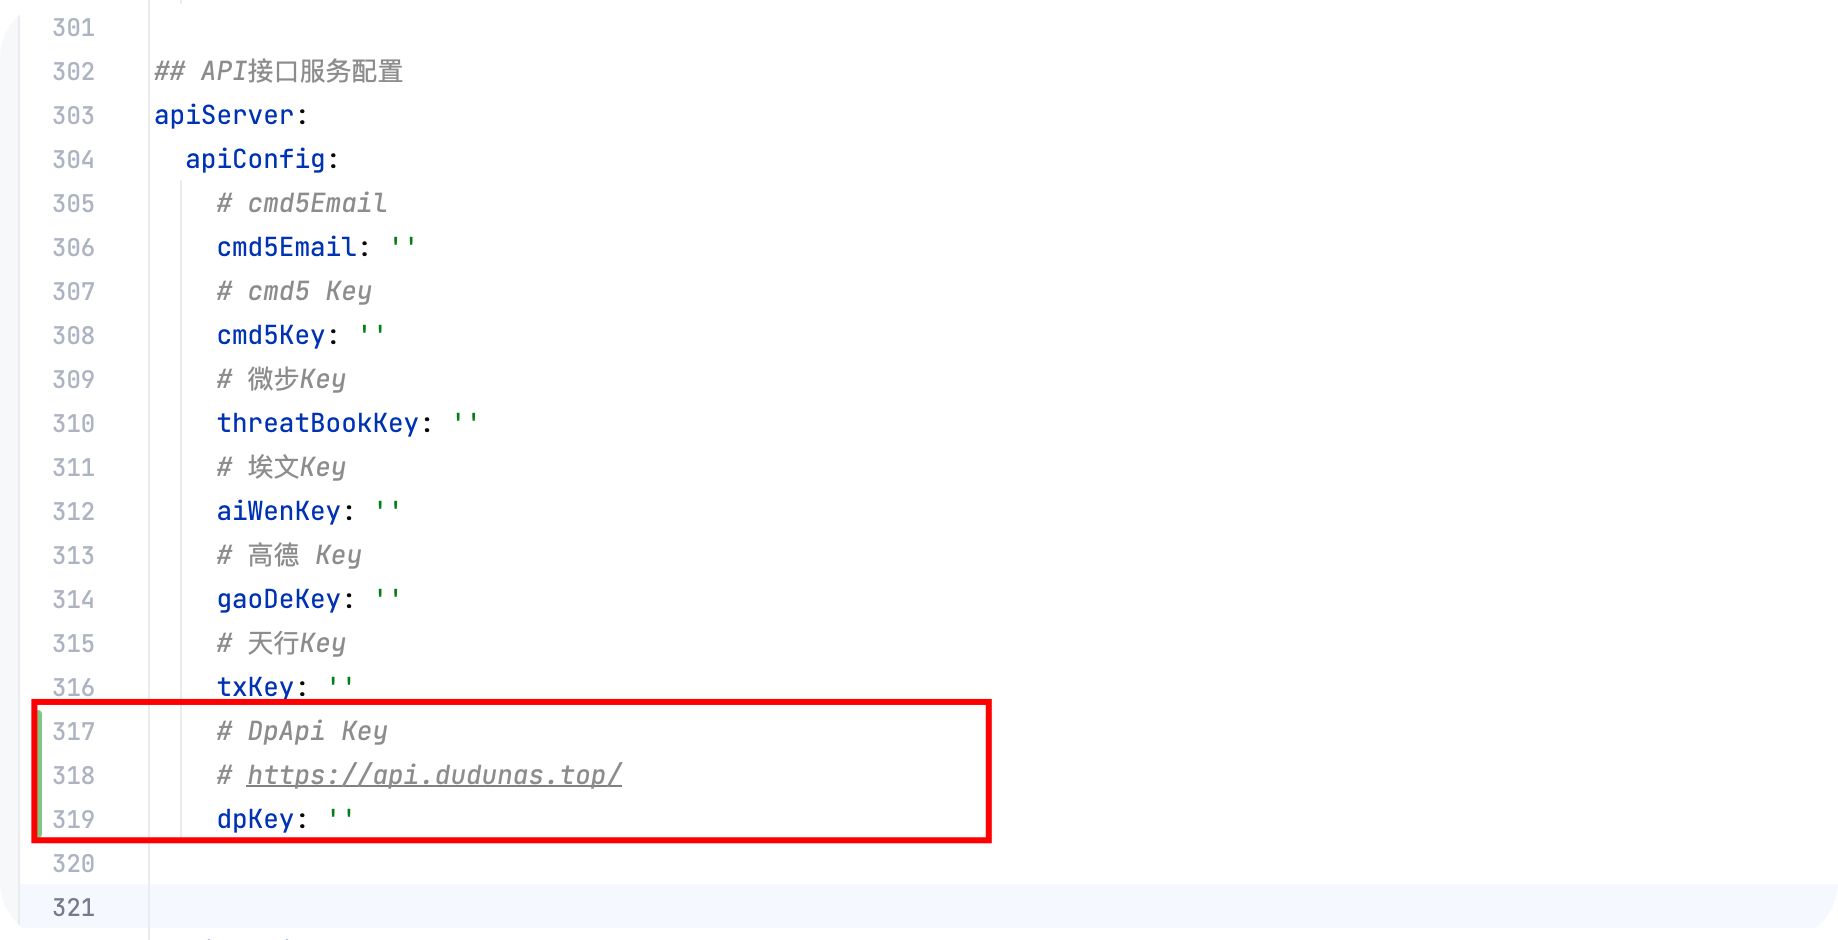 301
302 ## API接口服务配置
303 apiServer:
304 apiConfig:
305 # cmd5Email
306 cmd5Email: ''
307 # cmd5 Key
308 cmd5Key: ''
309 # 微步Key
310 threatBookKey: ''
311 # 埃文Key
312 aiWenKey: ''
313 # 高德 Key
314 gaoDeKey: ''
315 # 天行Key
316 txKey: ''
317 # DpApi Key
318 # https://api.dudunas.top/
319 dpKey: ''
320
321